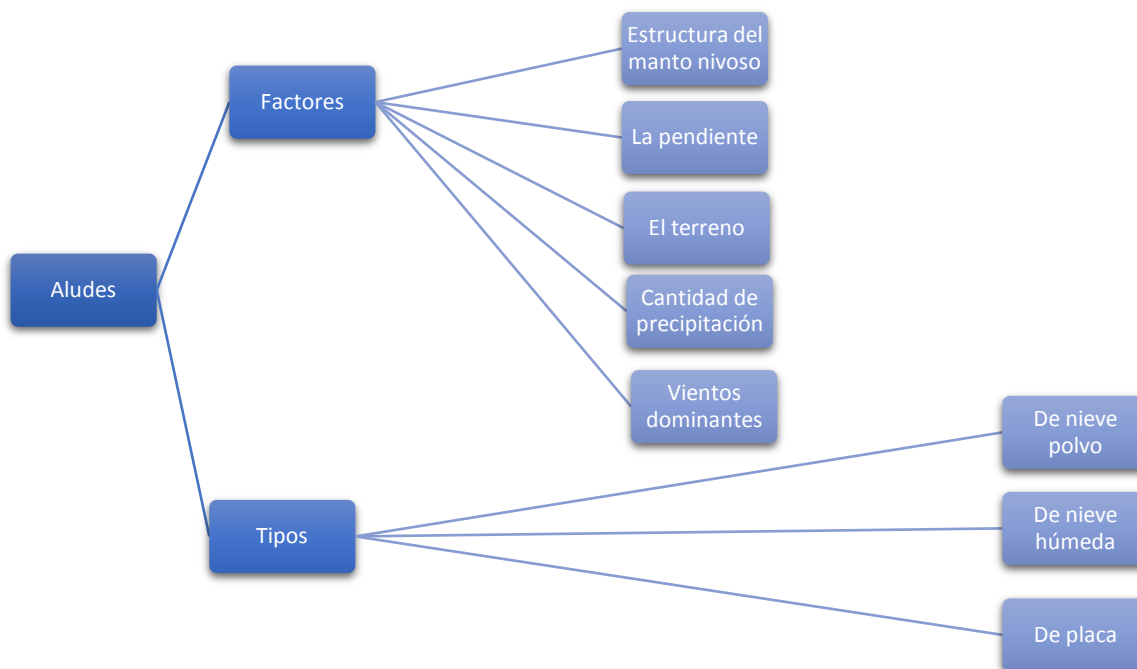 Aludes
Factores
Estructura del
manto nivoso
La pendiente
El terreno
Cantidad de
precipitación
Vientos
dominantes
Tipos
De nieve
polvo
De nieve
húmeda
De placa